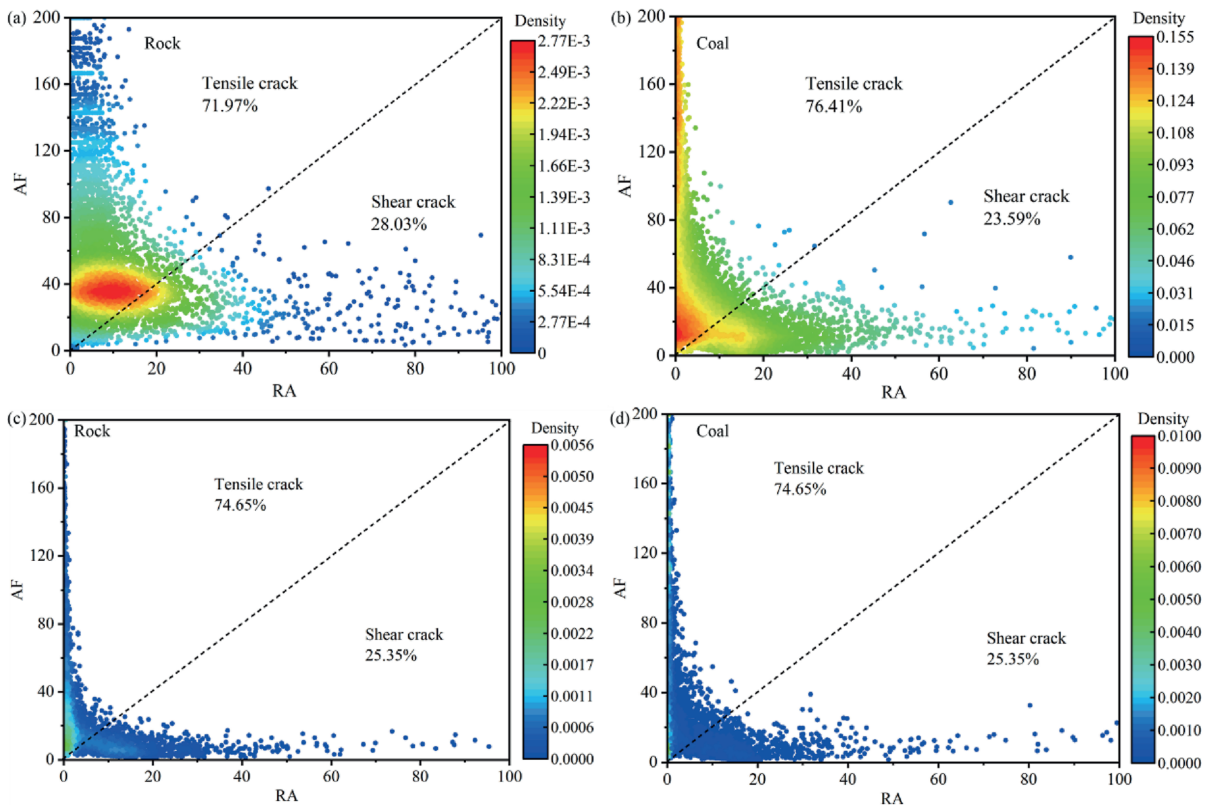 (a)
Rock
Tensile crack
71.97%
Shear crack
28.03%
AF
200
160
120
80
40
0
0 20 40 60 80 100
RA
Density
2.77E-3
2.49E-3
2.22E-3
1.94E-3
1.66E-3
1.39E-3
1.11E-3
8.31E-4
5.54E-4
2.77E-4
0
(b)
Coal
Tensile crack
76.41%
Shear crack
23.59%
AF
200
160
120
80
40
0
0 20 40 60 80 100
RA
Density
0.155
0.139
0.124
0.108
0.093
0.077
0.062
0.046
0.031
0.015
0.000
(c)
Rock
Tensile crack
74.65%
Shear crack
25.35%
AF
200
160
120
80
40
0
0 20 40 60 80 100
RA
Density
0.0056
0.0050
0.0045
0.0039
0.0034
0.0028
0.0022
0.0017
0.0011
0.0006
0.0000
(d)
Coal
Tensile crack
74.65%
Shear crack
25.35%
AF
200
160
120
80
40
0
0 20 40 60 80 100
RA
Density
0.0100
0.0090
0.0080
0.0070
0.0060
0.0050
0.0040
0.0030
0.0020
0.0010
0.0000